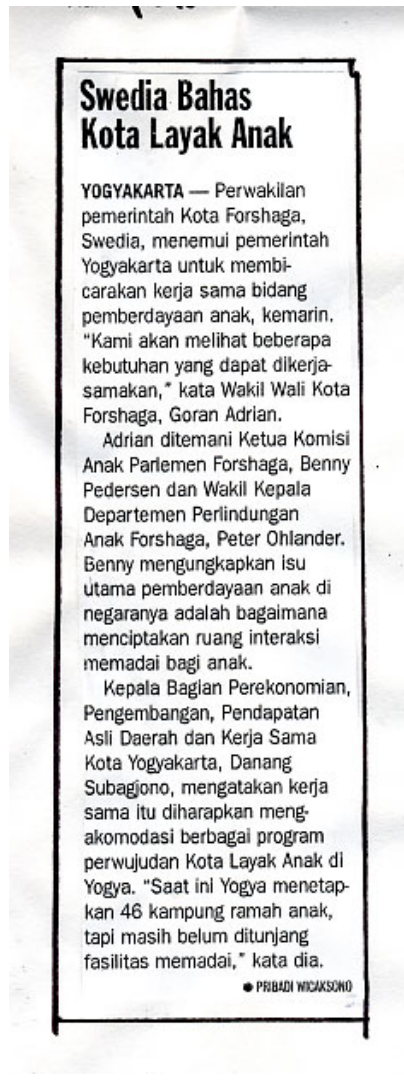 Swedia Bahas
Kota Layak Anak
YOGYAKARTA — Perwakilan
pemerintah Kota Forshaga,
Swedia, menemui pemerintah
Yogyakarta untuk membi-
carakan kerja sama bidang
pemberdayaan anak, kemarin.
“Kami akan melihat beberapa
kebutuhan yang dapat dikerja-
samakan,” kata Wakil Wali Kota
Forshaga, Goran Adrian.
Adrian ditemani Ketua Komisi
Anak Parlemen Forshaga, Benny
Pedersen dan Wakil Kepala
Departemen Perlindungan
Anak Forshaga, Peter Ohlander.
Benny mengungkapkan isu
utama pemberdayaan anak di
negaranya adalah bagaimana
menciptakan ruang interaksi
memadai bagi anak.
Kepala Bagian Perekonomian,
Pengembangan, Pendapatan
Asli Daerah dan Kerja Sama
Kota Yogyakarta, Danang
Subagjono, mengatakan kerja
sama itu diharapkan meng-
akomodasi berbagai program
perwujudan Kota Layak Anak di
Yogya. “Saat ini Yogya menetap-
kan 46 kampung ramah anak,
tapi masih belum ditunjang
fasilitas memadai,” kata dia.
● PRIBADI WICAKSONO